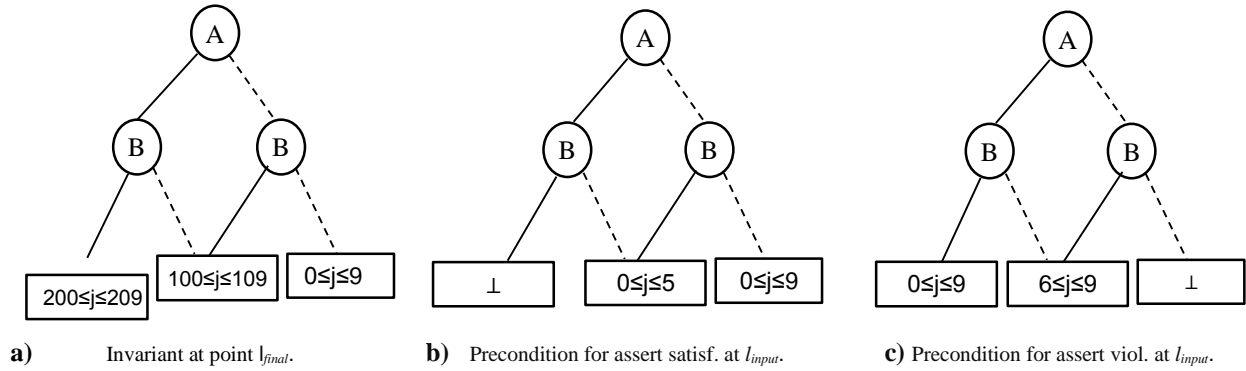 A
A
A
B
B
B
B
B
B
200≤j≤209
100≤j≤109
0≤j≤9
⊥
0≤j≤5
0≤j≤9
0≤j≤9
6≤j≤9
⊥
a) Invariant at point l_final.
b) Precondition for assert satisf. at l_input.
c) Precondition for assert viol. at l_input.